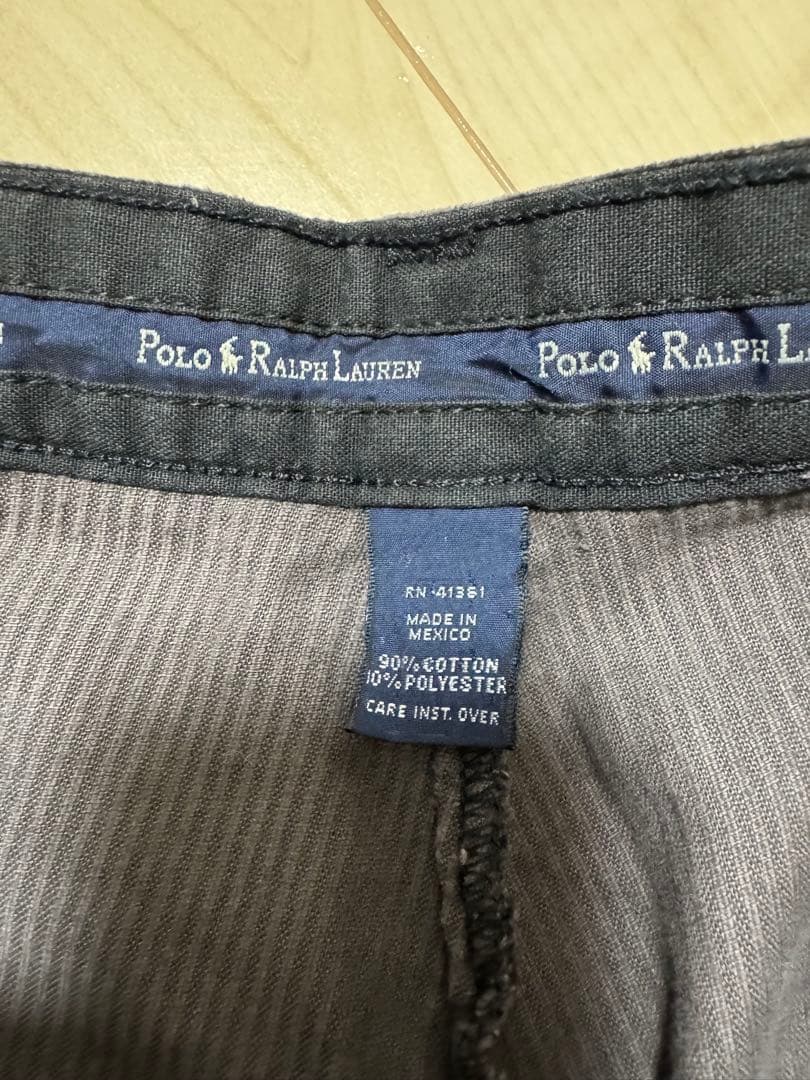 POLO RALPH LAUREN POLO RALPH
RN 41381
MADE IN
MEXICO
90% COTTON
10% POLYESTER
CARE INST. OVER